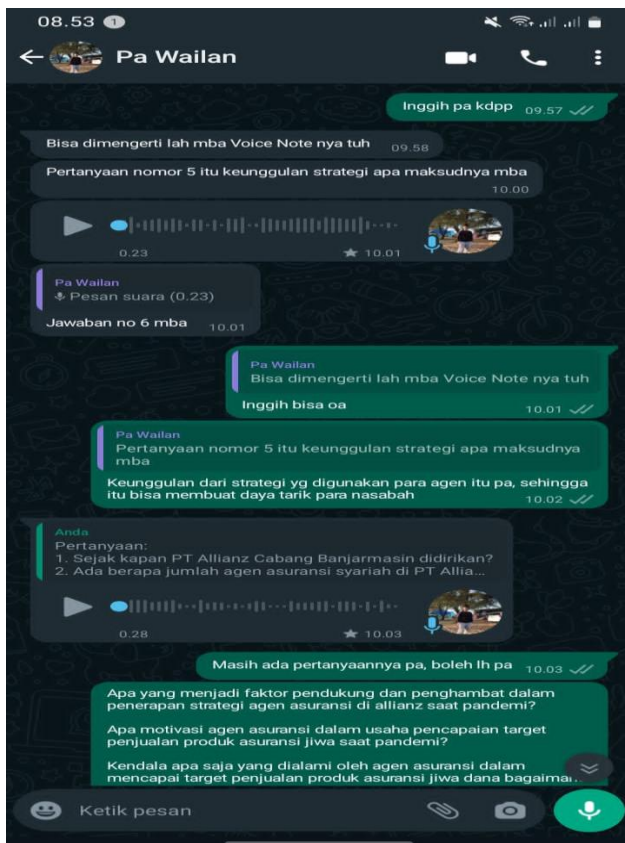 08.53 1
Pa Wailan
Inggih pa kdpp 09.57
Bisa dimengerti lah mba Voice Note nya tuh 09.58
Pertanyaan nomor 5 itu keunggulan strategi apa maksudnya mba
10.00
0.23 10.01
Pa Wailan
Pesan suara (0.23)
Jawaban no 6 mba 10.01
Pa Wailan
Bisa dimengerti lah mba Voice Note nya tuh
Inggih bisa oa 10.01
Pa Wailan
Pertanyaan nomor 5 itu keunggulan strategi apa maksudnya
mba
Keunggulan dari strategi yg digunakan para agen itu pa, sehingga
itu bisa membuat daya tarik para nasabah 10.02
Anda
Pertanyaan:
1. Sejak kapan PT Allianz Cabang Banjarmasin didirikan?
2. Ada berapa jumlah agen asuransi syariah di PT Allia...
0.28 10.03
Masih ada pertanyaannya pa, boleh lh pa 10.03
Apa yang menjadi faktor pendukung dan penghambat dalam
penerapan strategi agen asuransi di allianz saat pandemi?
Apa motivasi agen asuransi dalam usaha pencapaian target
penjualan produk asuransi jiwa saat pandemi?
Kendala apa saja yang dialami oleh agen asuransi dalam
mencapai target penjualan produk asuransi jiwa dana
Ketik pesan